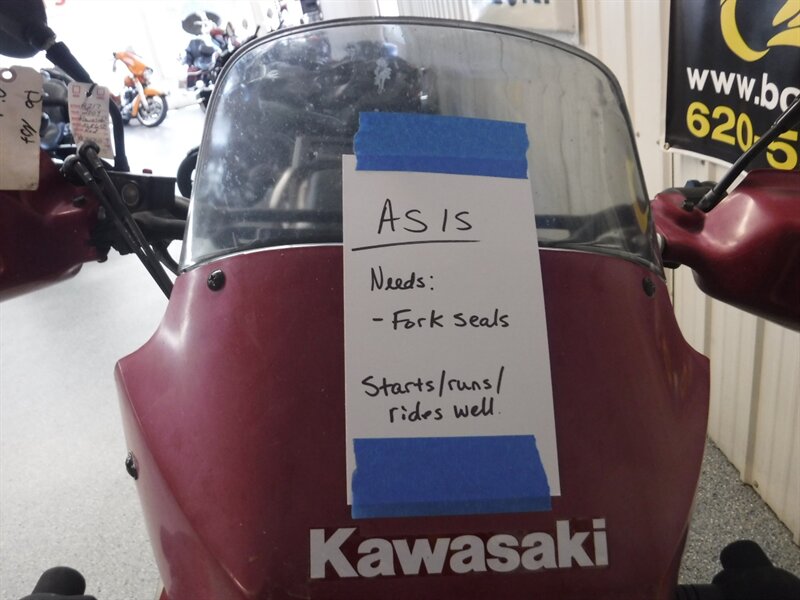 AS IS
Needs:
- Fork seals
Starts/runs/
rides well.
Kawasaki
www.bc
620-5